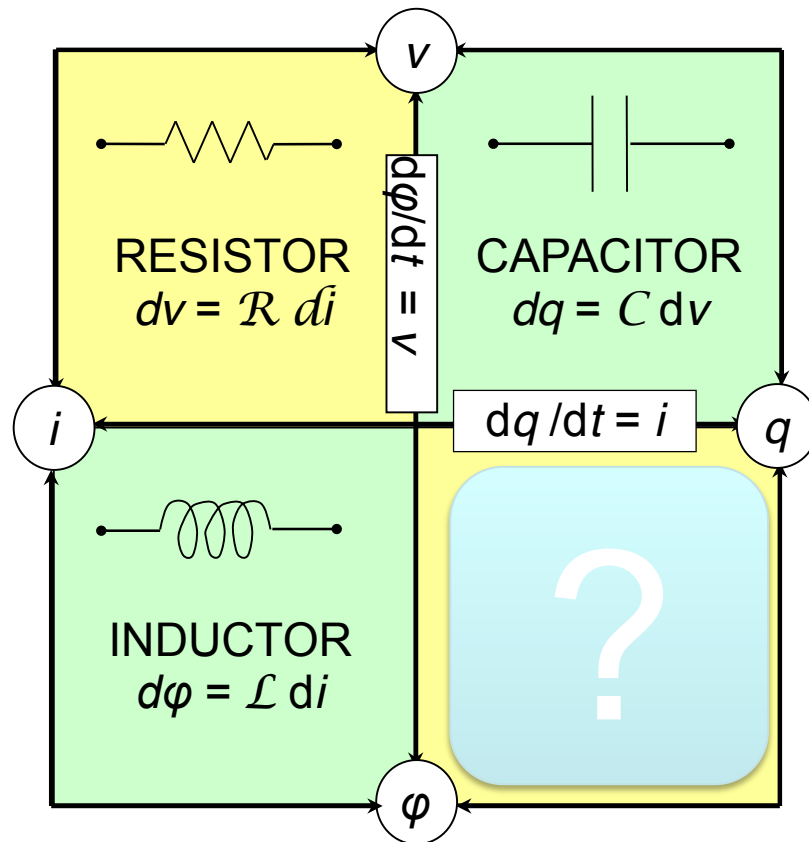 v
RESISTOR
dv = ℛ di
dφ/dt = v
CAPACITOR
dq = C dv
i
dq /dt = i
q
INDUCTOR
dφ = ℒ di
?
φ